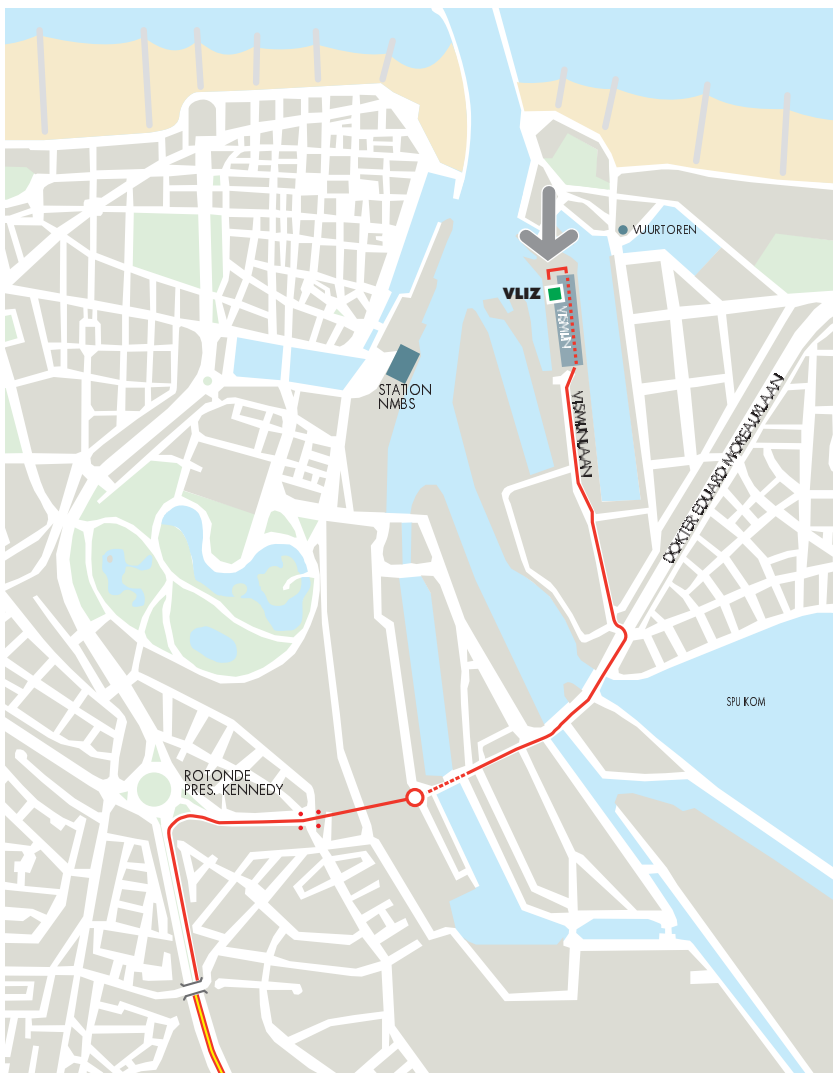 VUURTOREN
VLIZ
VISMIJN
STATION
NMBS
VISMIJNLAAN
DOKTER EDUARD MOREAUXLAAN
SPUIKOM
ROTONDE
PRES. KENNEDY